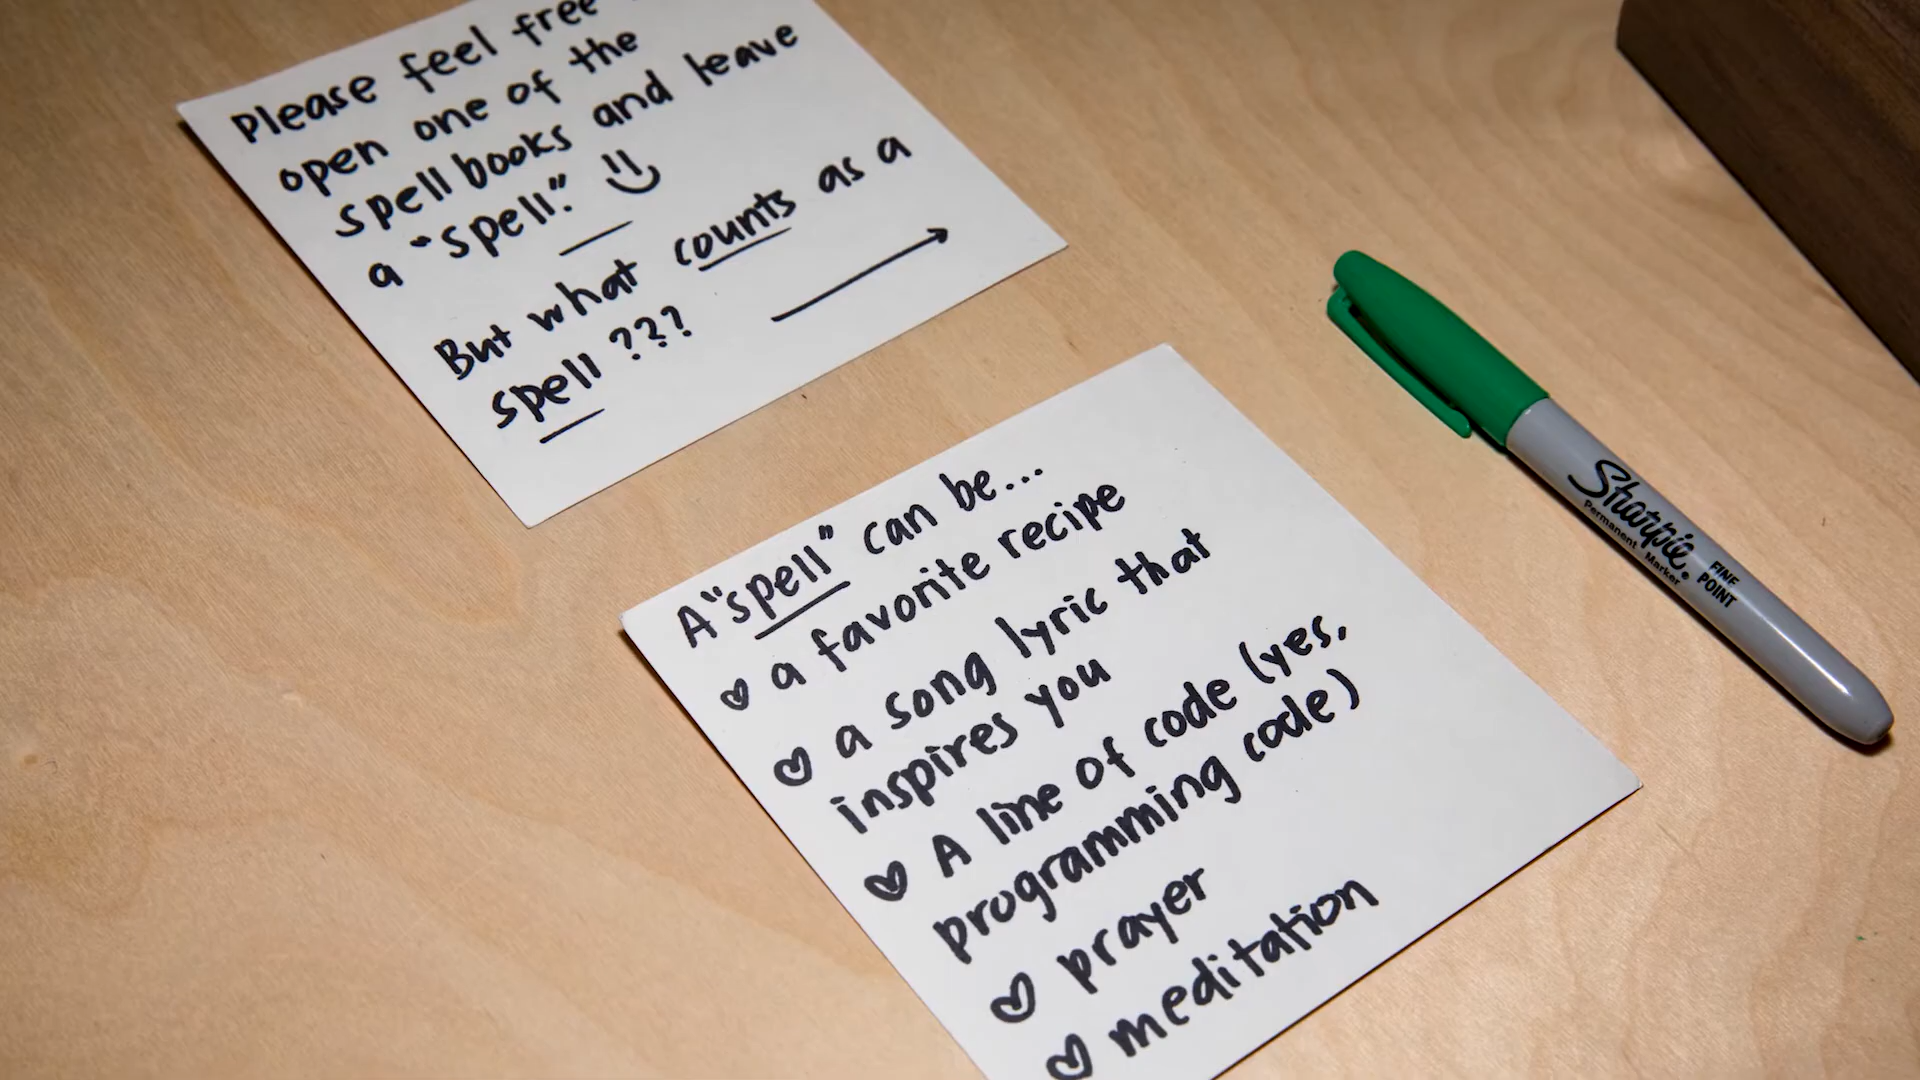 Please feel free
open one of the
spell books and leave
a "spell". 
But what counts as a
spell ???
A "spell" can be...
a favorite recipe
a song lyric that
inspires you
A line of code (yes,
programming code)
prayer
meditation
Sharpie.
Permanent Marker
FINE
POINT